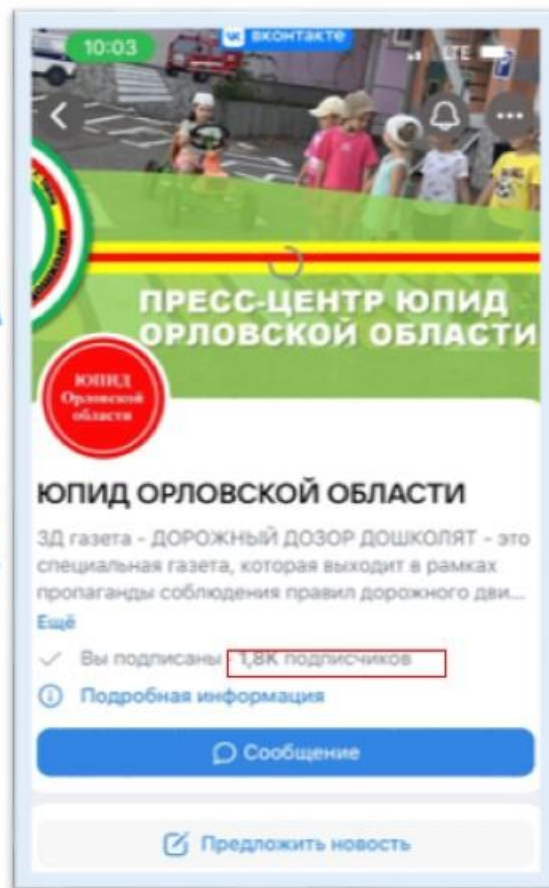 10:03
вконтакте
LTE
ПРЕСС-ЦЕНТР ЮПИД
ОРЛОВСКОЙ ОБЛАСТИ
ДОШКОЛЯТ
ЮПИД
Орловской
области
ЮПИД ОРЛОВСКОЙ ОБЛАСТИ
3Д газета - ДОРОЖНЫЙ ДОЗОР ДОШКОЛЯТ - это
специальная газета, которая выходит в рамках
пропаганды соблюдения правил дорожного дви...
Ещё
Вы подписаны · 1,8K подписчиков
Подробная информация
Сообщение
Предложить новость